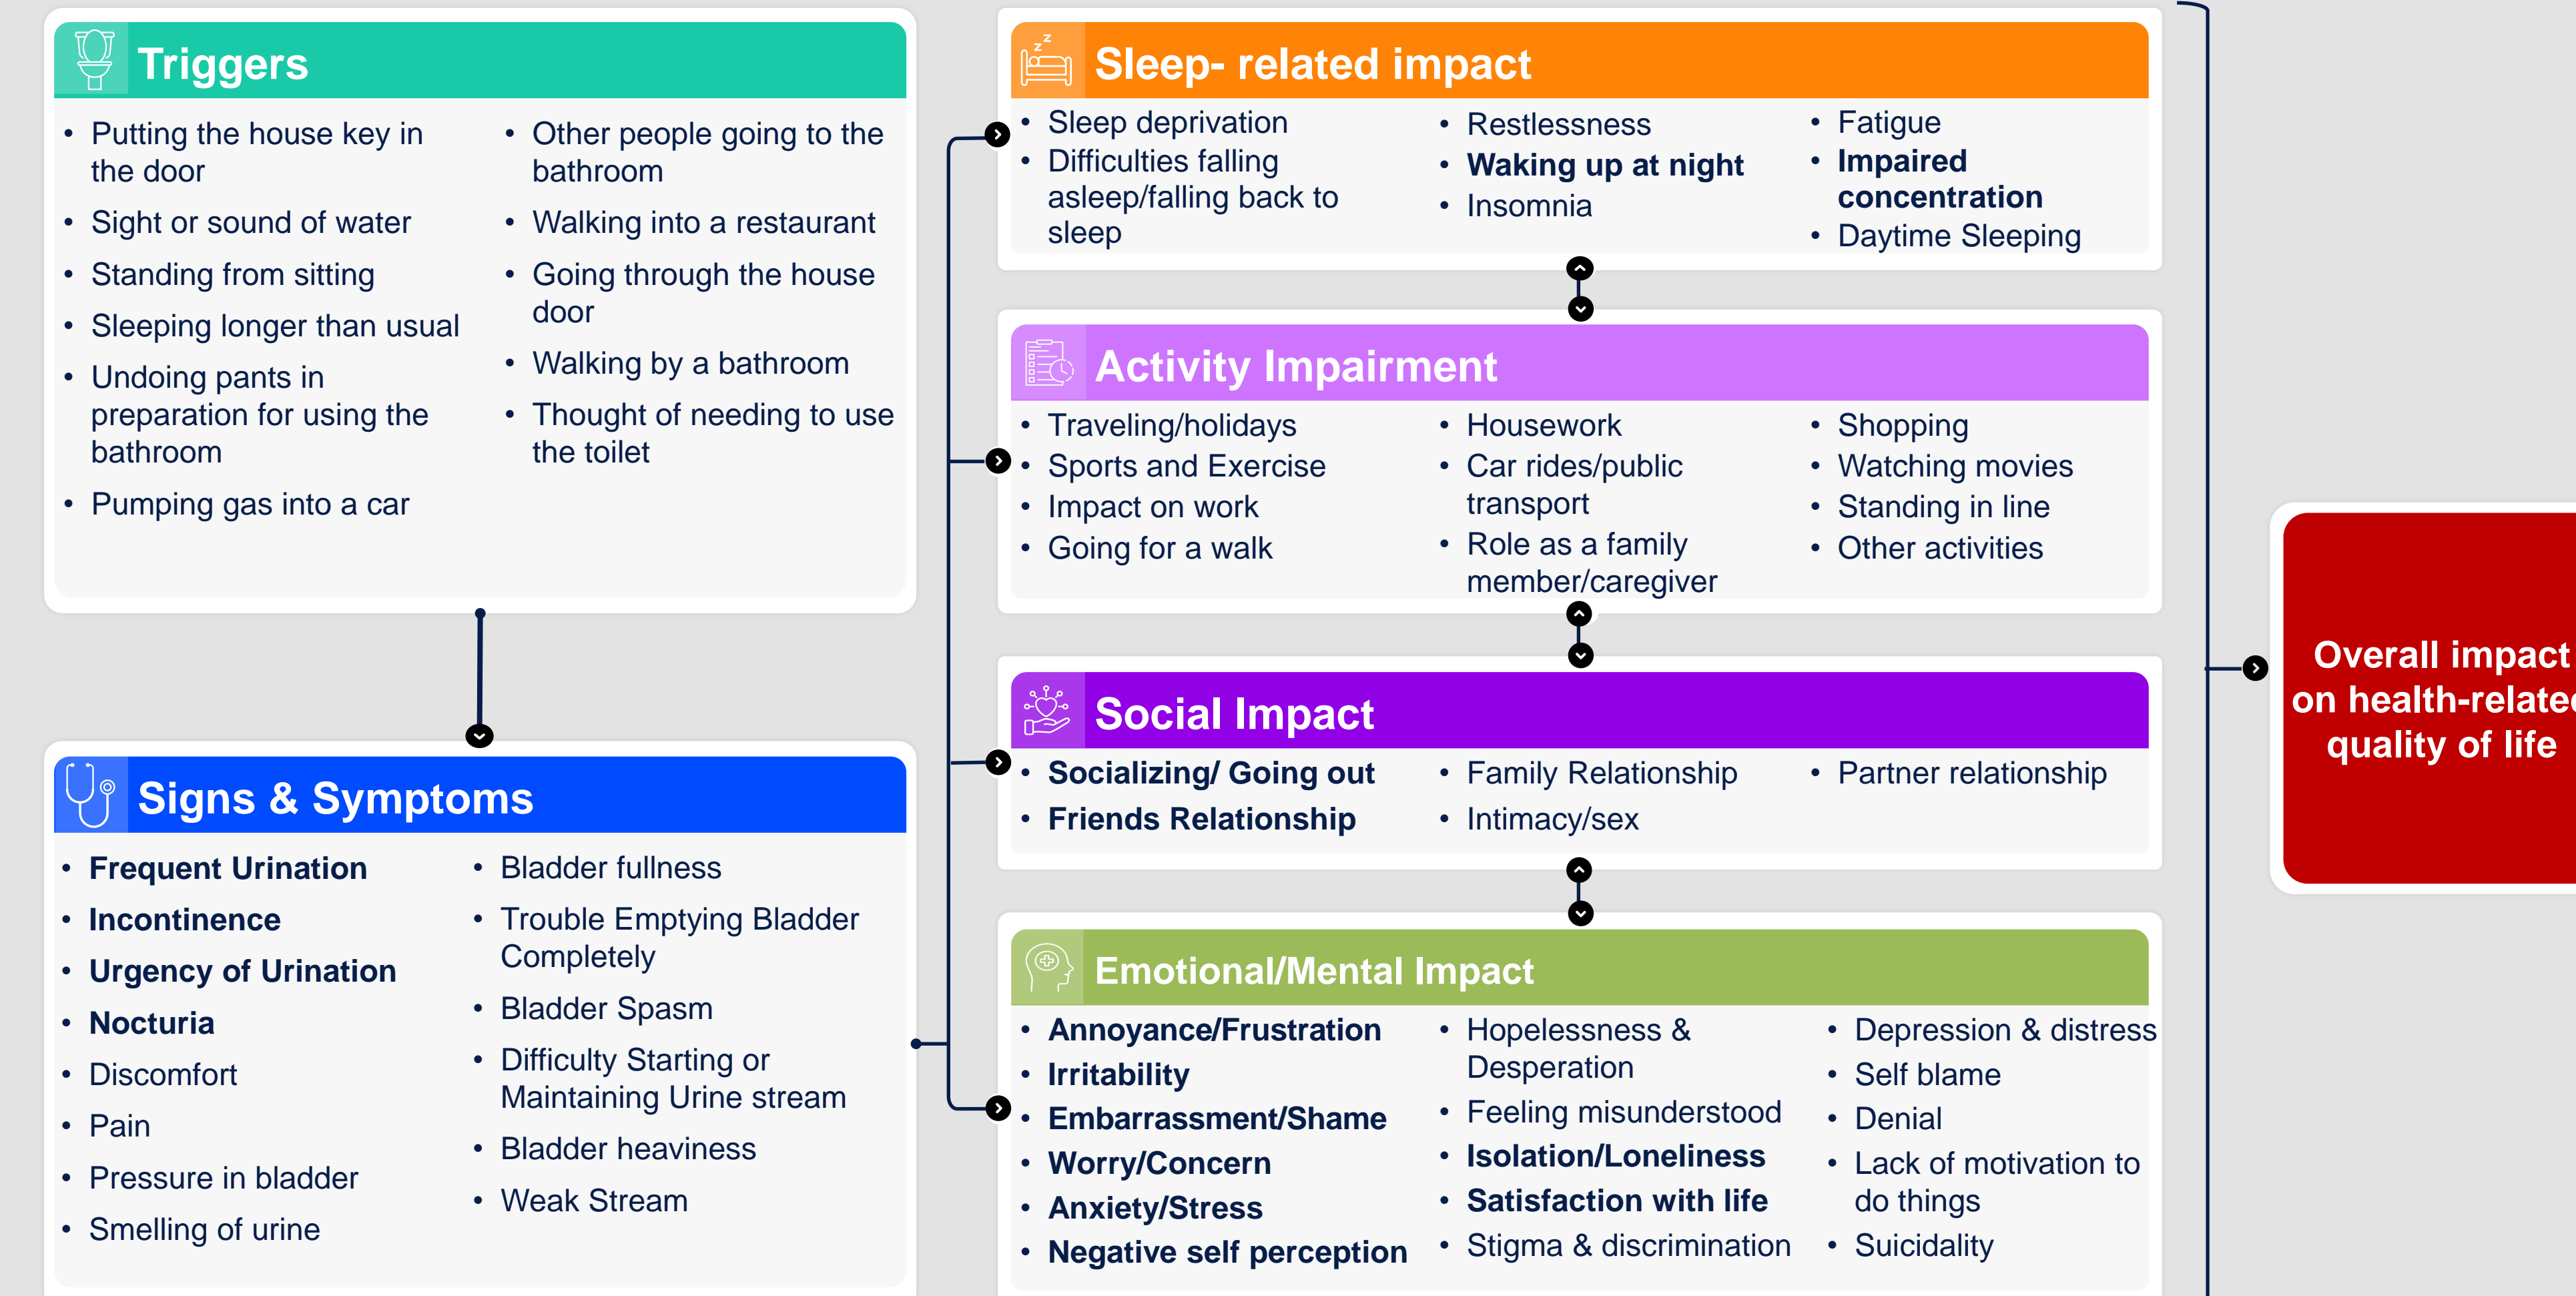 Triggers
• Putting the house key in
the door
• Sight or sound of water
• Standing from sitting
• Sleeping longer than usual
• Undoing pants in
preparation for using the
bathroom
• Pumping gas into a car
• Other people going to the
bathroom
• Walking into a restaurant
• Going through the house
door
• Walking by a bathroom
• Thought of needing to use
the toilet
Signs & Symptoms
• Frequent Urination
• Incontinence
• Urgency of Urination
• Nocturia
• Discomfort
• Pain
• Pressure in bladder
• Smelling of urine
• Bladder fullness
• Trouble Emptying Bladder
Completely
• Bladder Spasm
• Difficulty Starting or
Maintaining Urine stream
• Bladder heaviness
• Weak Stream
z z
Sleep- related impact
• Sleep deprivation
• Difficulties falling
asleep/falling back to
sleep
• Restlessness
• Waking up at night
• Insomnia
• Fatigue
• Impaired
concentration
• Daytime Sleeping
Activity Impairment
• Traveling/holidays
• Sports and Exercise
• Impact on work
• Going for a walk
• Housework
• Car rides/public
transport
• Role as a family
member/caregiver
• Shopping
• Watching movies
• Standing in line
• Other activities
Social Impact
• Socializing/ Going out
• Friends Relationship
• Family Relationship
• Intimacy/sex
• Partner relationship
Emotional/Mental Impact
• Annoyance/Frustration
• Irritability
• Embarrassment/Shame
• Worry/Concern
• Anxiety/Stress
• Negative self perception
• Hopelessness &
Desperation
• Feeling misunderstood
• Isolation/Loneliness
• Satisfaction with life
• Stigma & discrimination
• Depression & distress
• Self blame
• Denial
• Lack of motivation to
do things
• Suicidality
Overall impact
on health-related
quality of life